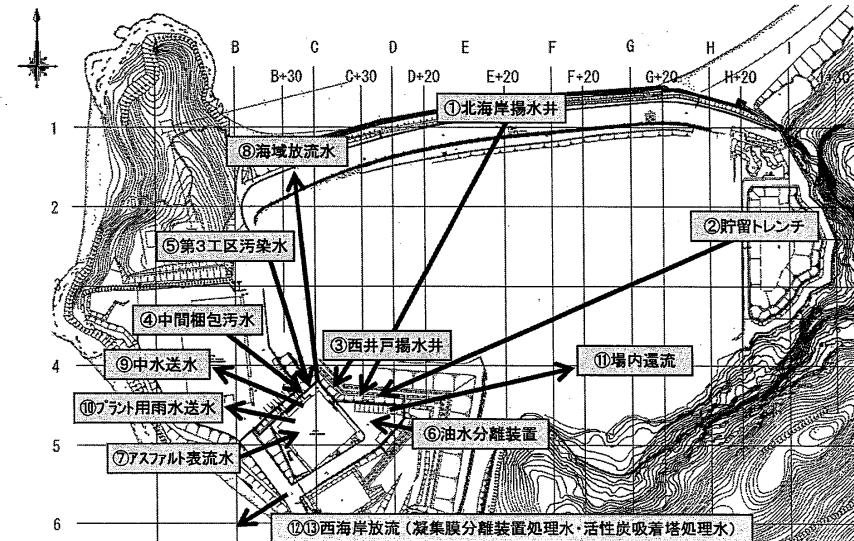 A B C D E F G H I
B+30 C+30 D+20 E+20 F+20 G+20 H+20 I+30
①北海岸揚水井
1
⑧海域放流水
2
②貯留トレンチ
⑤第3工区汚染水
3
④中間梱包汚水
③西井戸揚水井
⑨中水送水
4
⑪場内還流
⑩プラント用雨水送水
⑥油水分離装置
5
⑦アスファルト表流水
6
⑫⑬西海岸放流（凝集膜分離装置処理水・活性炭吸着塔処理水）